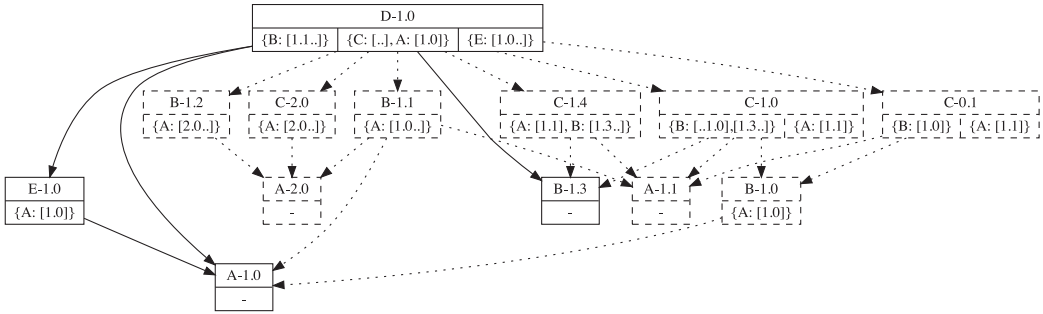 D-1.0
{B: [1.1..]} {C: [..], A: [1.0]} {E: [1.0..]}
B-1.2 C-2.0 B-1.1 C-1.4 C-1.0 C-0.1
{A: [2.0..]} {A: [2.0..]} {A: [1.0..]} {A: [1.1], B: [1.3..]} {B: [..1.0],[1.3..]} {A: [1.1]} {B: [1.0]} {A: [1.1]}
E-1.0 A-2.0 B-1.3 A-1.1 B-1.0
{A: [1.0]} - - - {A: [1.0]}
A-1.0
-